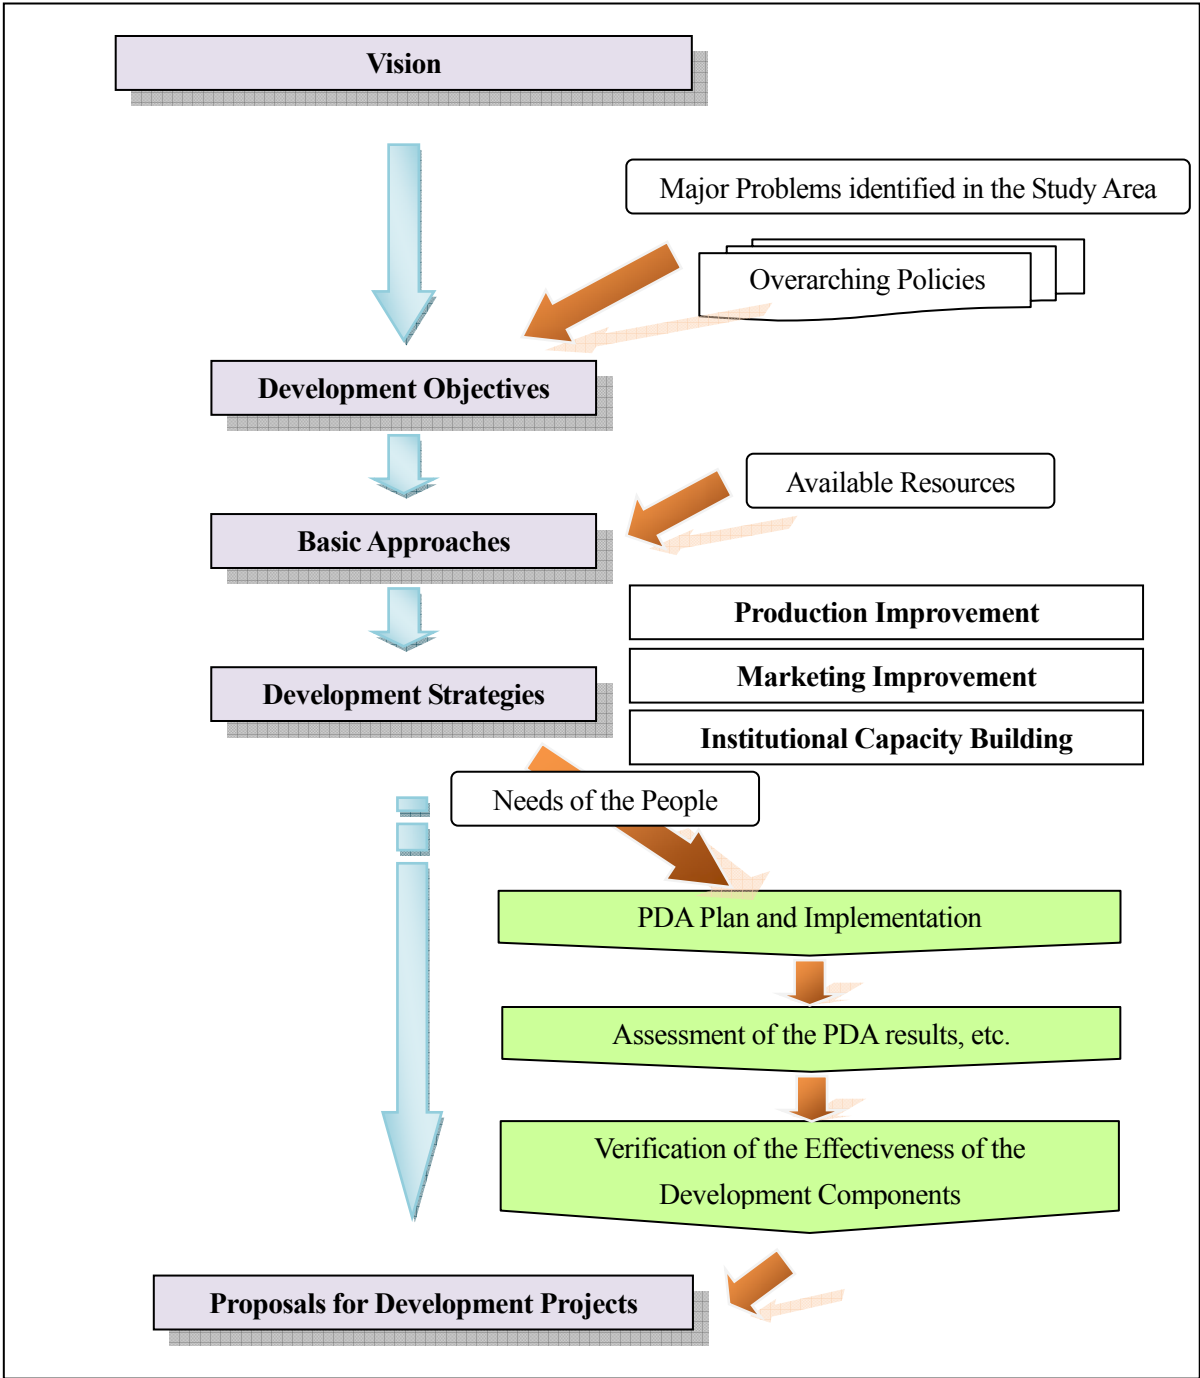 Vision
Major Problems identified in the Study Area
Overarching Policies
Development Objectives
Available Resources
Basic Approaches
Production Improvement
Marketing Improvement
Development Strategies
Institutional Capacity Building
Needs of the People
PDA Plan and Implementation
Assessment of the PDA results, etc.
Verification of the Effectiveness of the
Development Components
Proposals for Development Projects